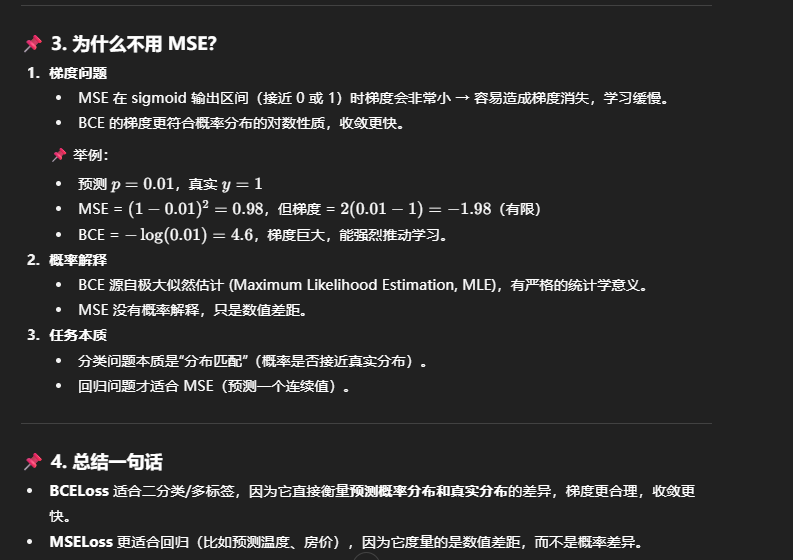 📌 3. 为什么不用 MSE？
1. 梯度问题
• MSE 在 sigmoid 输出区间（接近 0 或 1）时梯度会非常小 → 容易造成梯度消失，学习缓慢。
• BCE 的梯度更符合概率分布的对数性质，收敛更快。
📌 举例：
• 预测 p = 0.01，真实 y = 1
• MSE = (1 − 0.01)² = 0.98，但梯度 = 2(0.01 − 1) = −1.98（有限）
• BCE = − log(0.01) = 4.6，梯度巨大，能强烈推动学习。
2. 概率解释
• BCE 源自极大似然估计 (Maximum Likelihood Estimation, MLE)，有严格的统计学意义。
• MSE 没有概率解释，只是数值差距。
3. 任务本质
• 分类问题本质是“分布匹配”（概率是否接近真实分布）。
• 回归问题才适合 MSE（预测一个连续值）。
📌 4. 总结一句话
• BCELoss 适合二分类/多标签，因为它直接衡量预测概率分布和真实分布的差异，梯度更合理，收敛更
快。
• MSELoss 更适合回归（比如预测温度、房价），因为它度量的是数值差距，而不是概率差异。